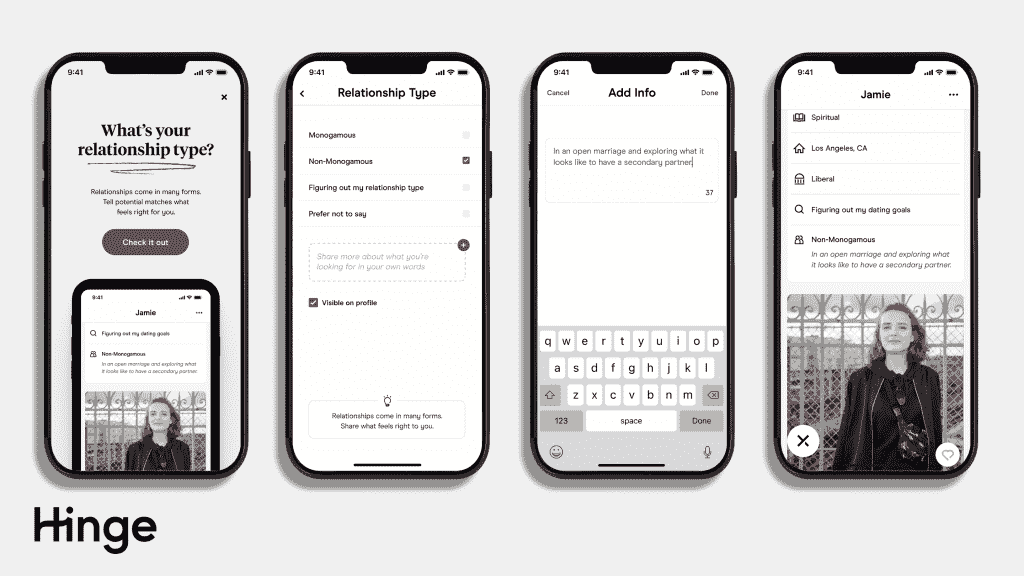 9:41
What's your
relationship type?
Relationships come in many forms.
Tell potential matches what
feels right for you.
Check it out
9:41
Jamie
Figuring out my dating goals
Non-Monogamous
In an open marriage and exploring what
it looks like to have a secondary partner.
9:41
Relationship Type
Monogamous
Non-Monogamous
Figuring out my relationship type
Prefer not to say
Share more about what you're
looking for in your own words
Visible on profile
Relationships come in many forms.
Share what feels right to you.
9:41
Cancel
Add Info
Done
In an open marriage and exploring what it
looks like to have a secondary partner.
37
q w e r t y u i o p
a s d f g h j k l
z x c v b n m
123
space
Done
9:41
Jamie
Spiritual
Los Angeles, CA
Liberal
Figuring out my dating goals
Non-Monogamous
In an open marriage and exploring what
it looks like to have a secondary partner.
Hinge